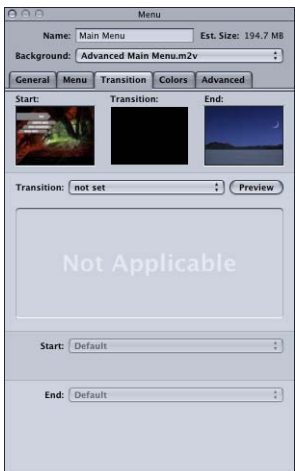 Menu
Name: Main Menu Est. Size: 194.7 MB
Background: Advanced Main Menu.m2v
General Menu Transition Colors Advanced
Start: Transition: End:
Transition: not set Preview
Not Applicable
Start: Default
End: Default